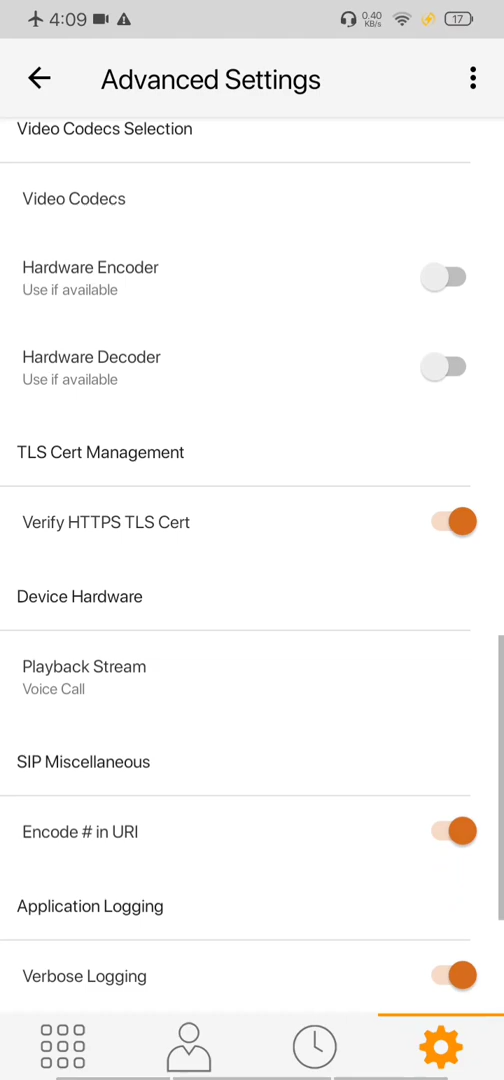 4:09
0.40
KB/s
17
Advanced Settings
Video Codecs Selection
Video Codecs
Hardware Encoder
Use if available
Hardware Decoder
Use if available
TLS Cert Management
Verify HTTPS TLS Cert
Device Hardware
Playback Stream
Voice Call
SIP Miscellaneous
Encode # in URI
Application Logging
Verbose Logging